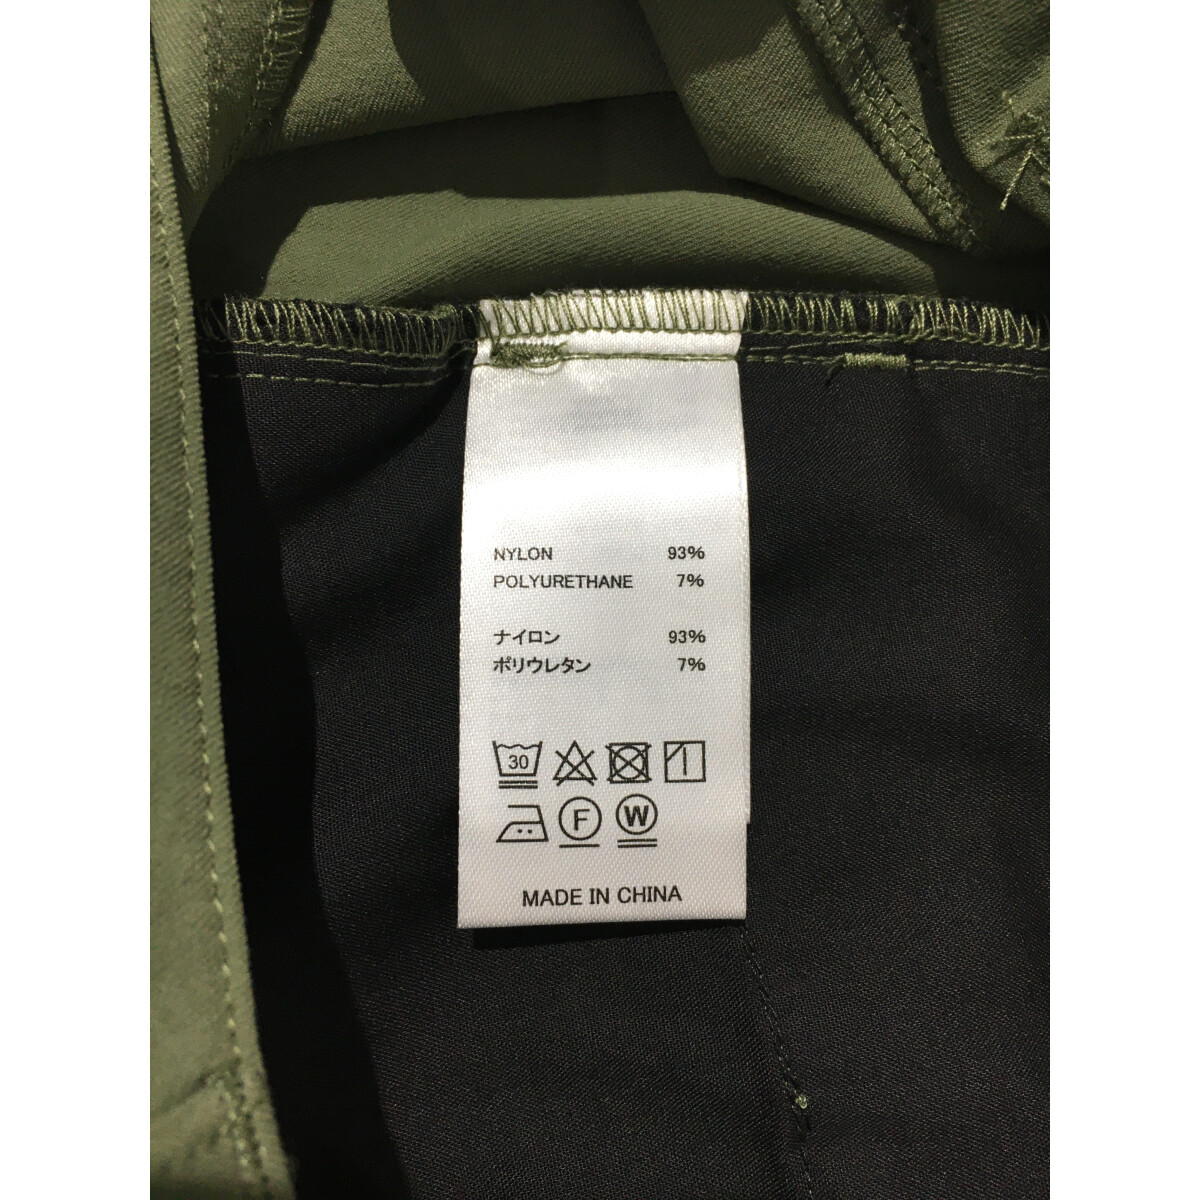 NYLON 93%
POLYURETHANE 7%
ナイロン 93%
ポリウレタン 7%
30
F W
MADE IN CHINA